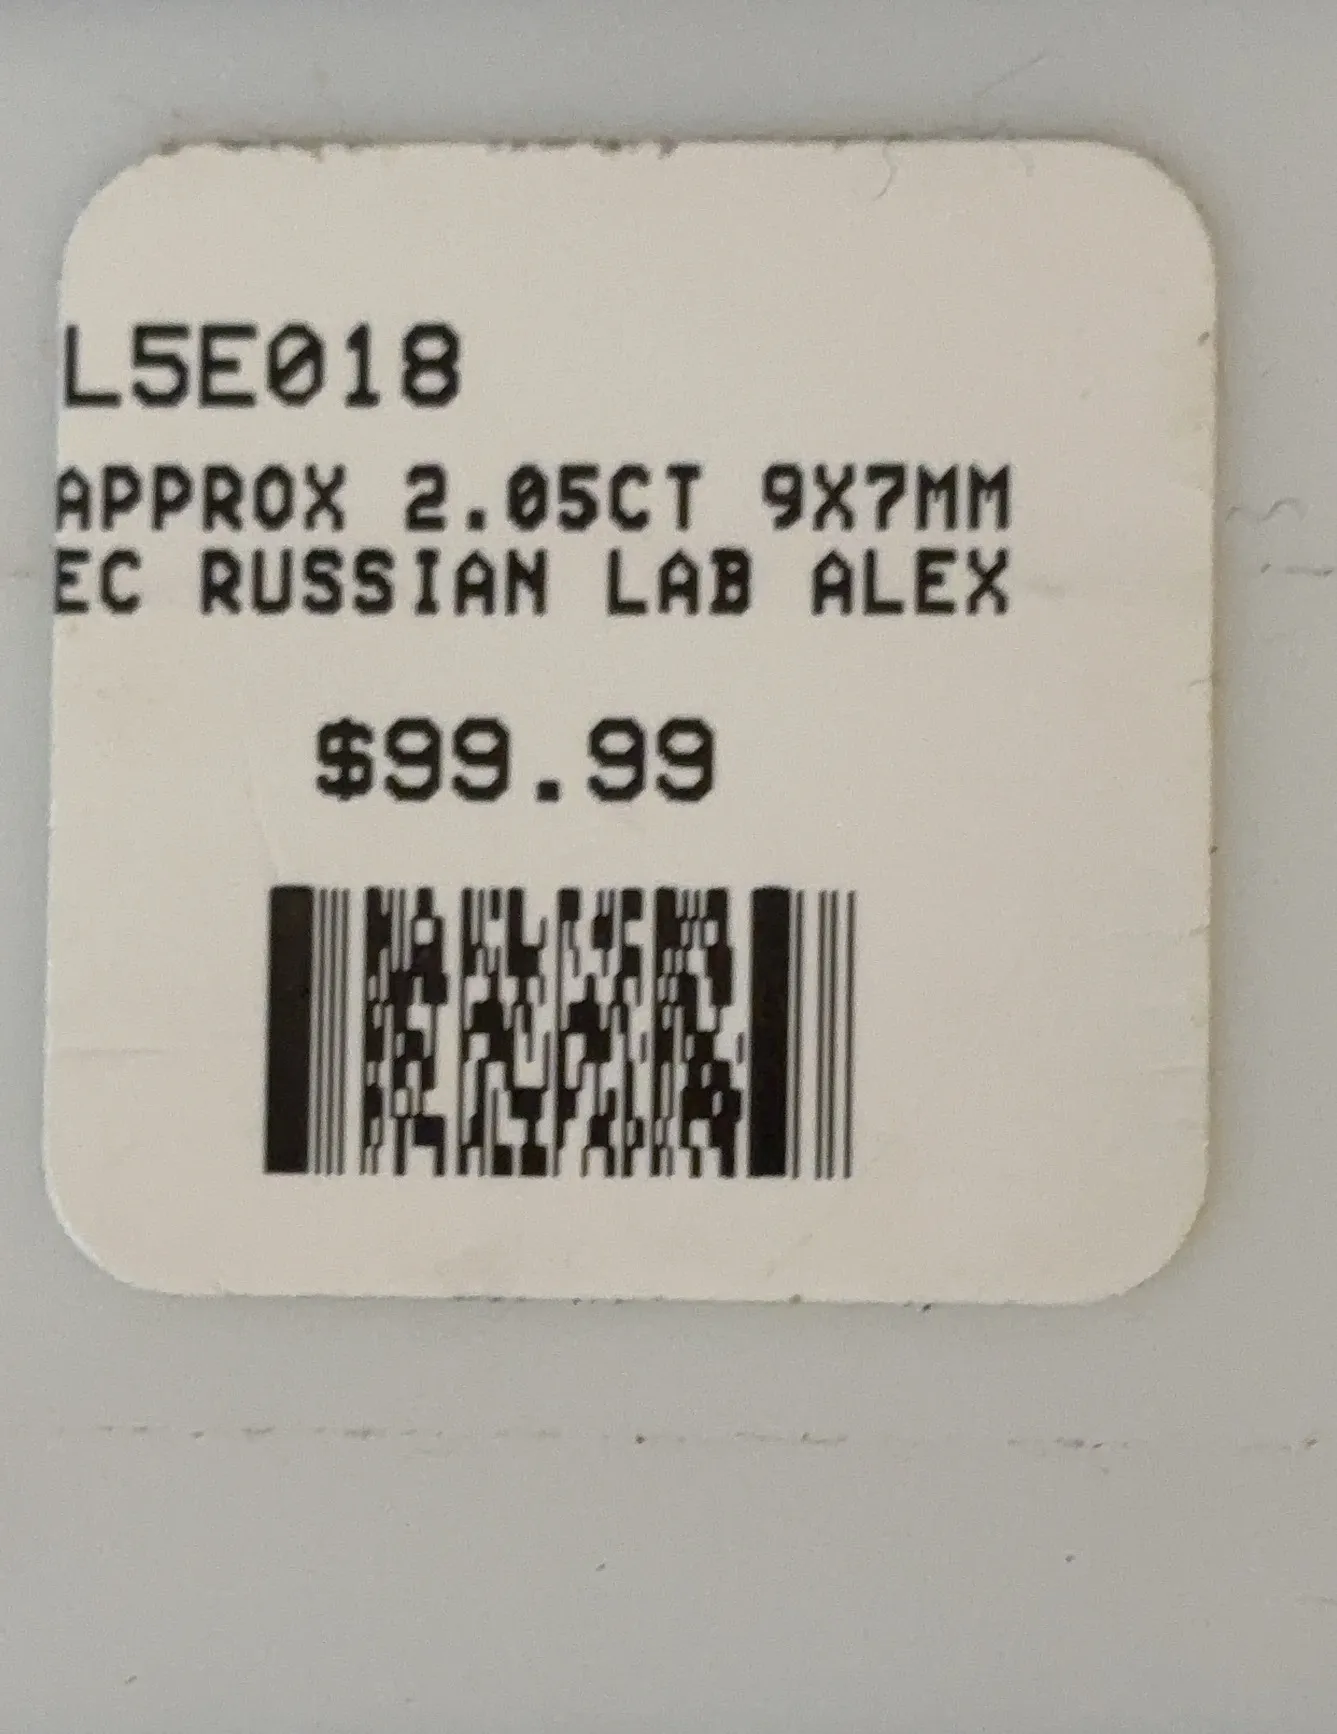 L5E018
APPROX 2.05CT 9X7MM
EC RUSSIAN LAB ALEX
$99.99